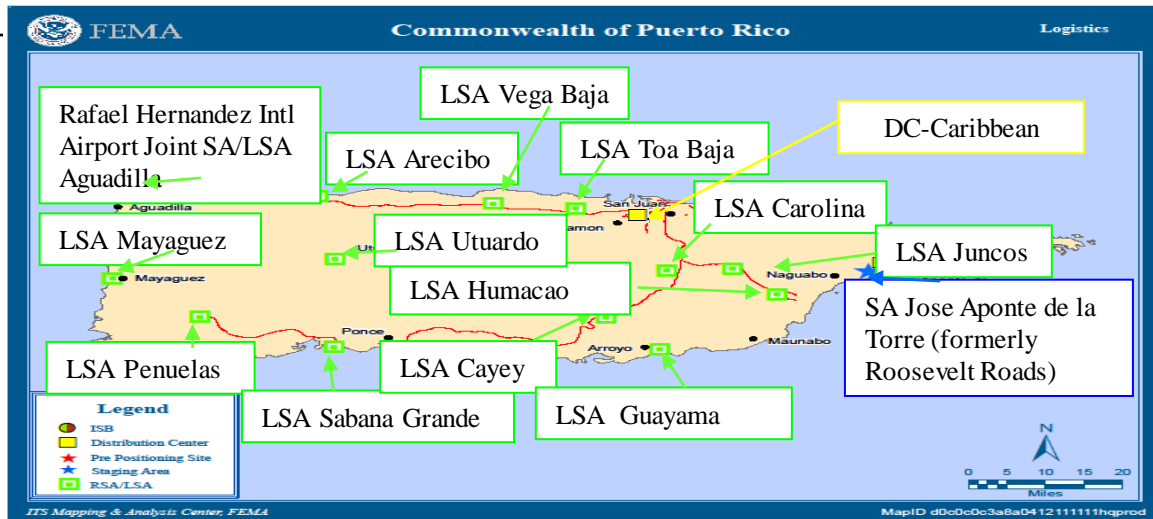 FEMA
Commonwealth of Puerto Rico
Logistics
Rafael Hernandez Intl
Airport Joint SA/LSA
Aguadilla
LSA Vega Baja
DC-Caribbean
LSA Arecibo
LSA Toa Baja
Aguadilla
San Juan
LSA Carolina
LSA Mayaguez
LSA Utuardo
LSA Juncos
Mayaguez
LSA Humacao
Naguabo
SA Jose Aponte de la
Torre (formerly
Roosevelt Roads)
Ponce
Arroyo
Maunabo
LSA Penuelas
LSA Cayey
LSA Sabana Grande
LSA Guayama
Legend
ISB
Distribution Center
Pre Positioning Site
Staging Area
RSA/LSA
N
0 5 10 15 20
Miles
ITS Mapping & Analysis Center, FEMA
MapID d0c0c0c3a8a0412111111hqprod